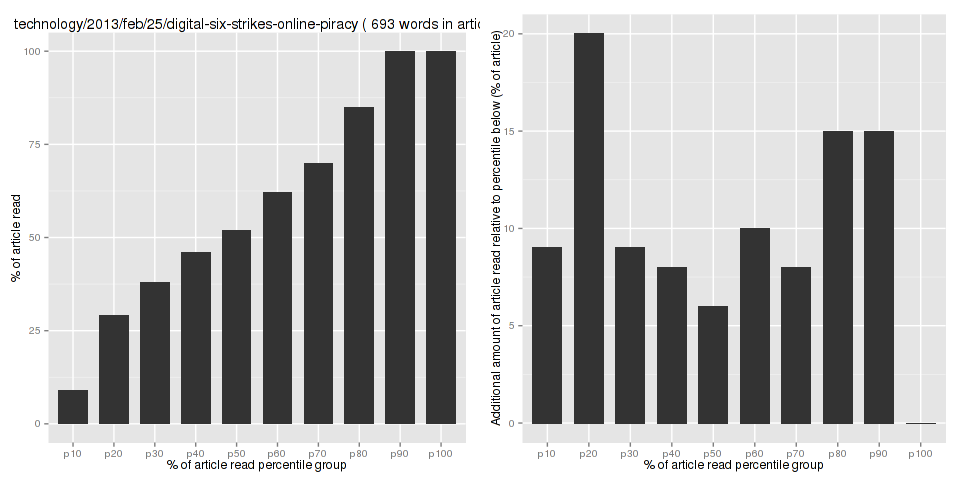 technology/2013/feb/25/digital-six-strikes-online-piracy ( 693 words in artic
100
75
50
25
0
% of article read
p10 p20 p30 p40 p50 p60 p70 p80 p90 p100
% of article read percentile group
20
15
10
5
0
Additional amount of article read relative to percentile below (% of article)
p10 p20 p30 p40 p50 p60 p70 p80 p90 p100
% of article read percentile group